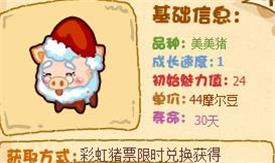 基础信息:
品种: 美美猪
成长速度: 1
初始魅力值: 24
单价: 44摩尔豆
寿命: 30天
获取方式: 彩虹猪票限时兑换获得